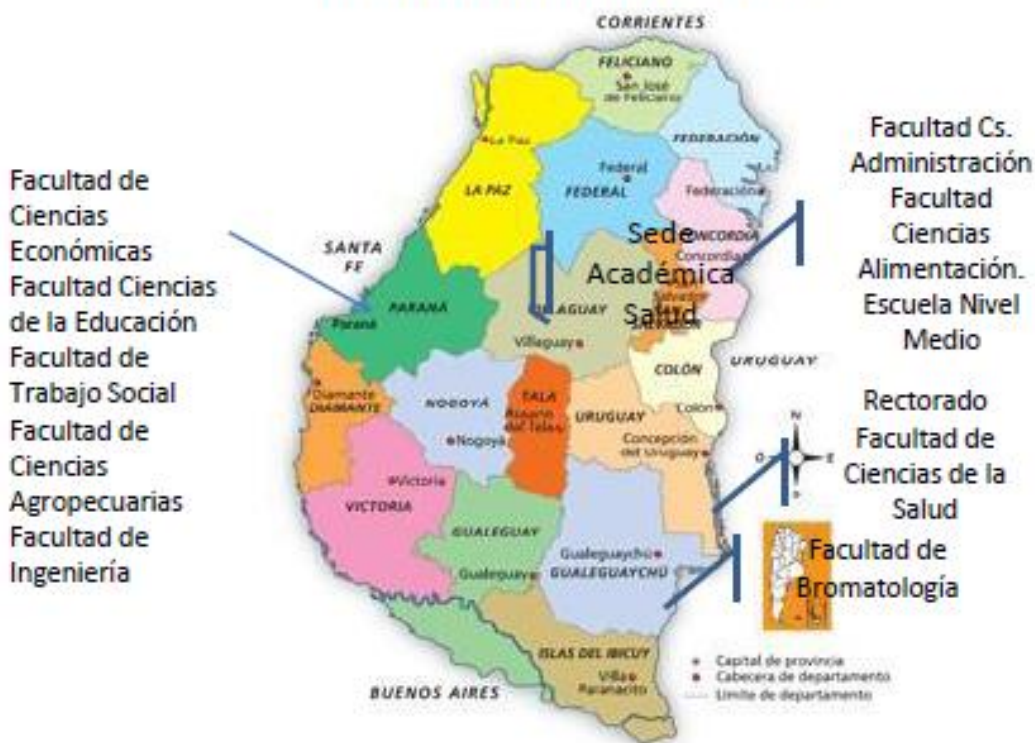 CORRIENTES
FELICIANO
San José
de Feliciano
FEDERACIÓN
La Paz
Federal
LA PAZ
FEDERAL
Federación
Facultad de
Ciencias
Económicas
Facultad Ciencias
de la Educación
Facultad de
Trabajo Social
Facultad de
Ciencias
Agropecuarias
Facultad de
Ingeniería
Facultad Cs.
Administración
Facultad
Ciencias
Alimentación.
Escuela Nivel
Medio
SANTA
FE
Sede
Académica
Salud
CONCORDIA
Concordia
PARANÁ
Paraná
Villaguay
SALVADOR
COLÓN
Colón
URUGUAY
Diamante
DIAMANTE
NOGOYÁ
Nogoyá
TALA
Rosario
del Tala
URUGUAY
Concepción
del Uruguay
N
O
E
Rectorado
Facultad de
Ciencias de la
Salud
Victoria
VICTORIA
GUALEGUAY
Gualeguay
Gualeguaychú
GUALEGUAYCHÚ
Facultad de
Bromatología
ISLAS DEL IBICUY
Villa
Paranacito
BUENOS AIRES
Capital de provincia
Cabecera de departamento
Límite de departamento